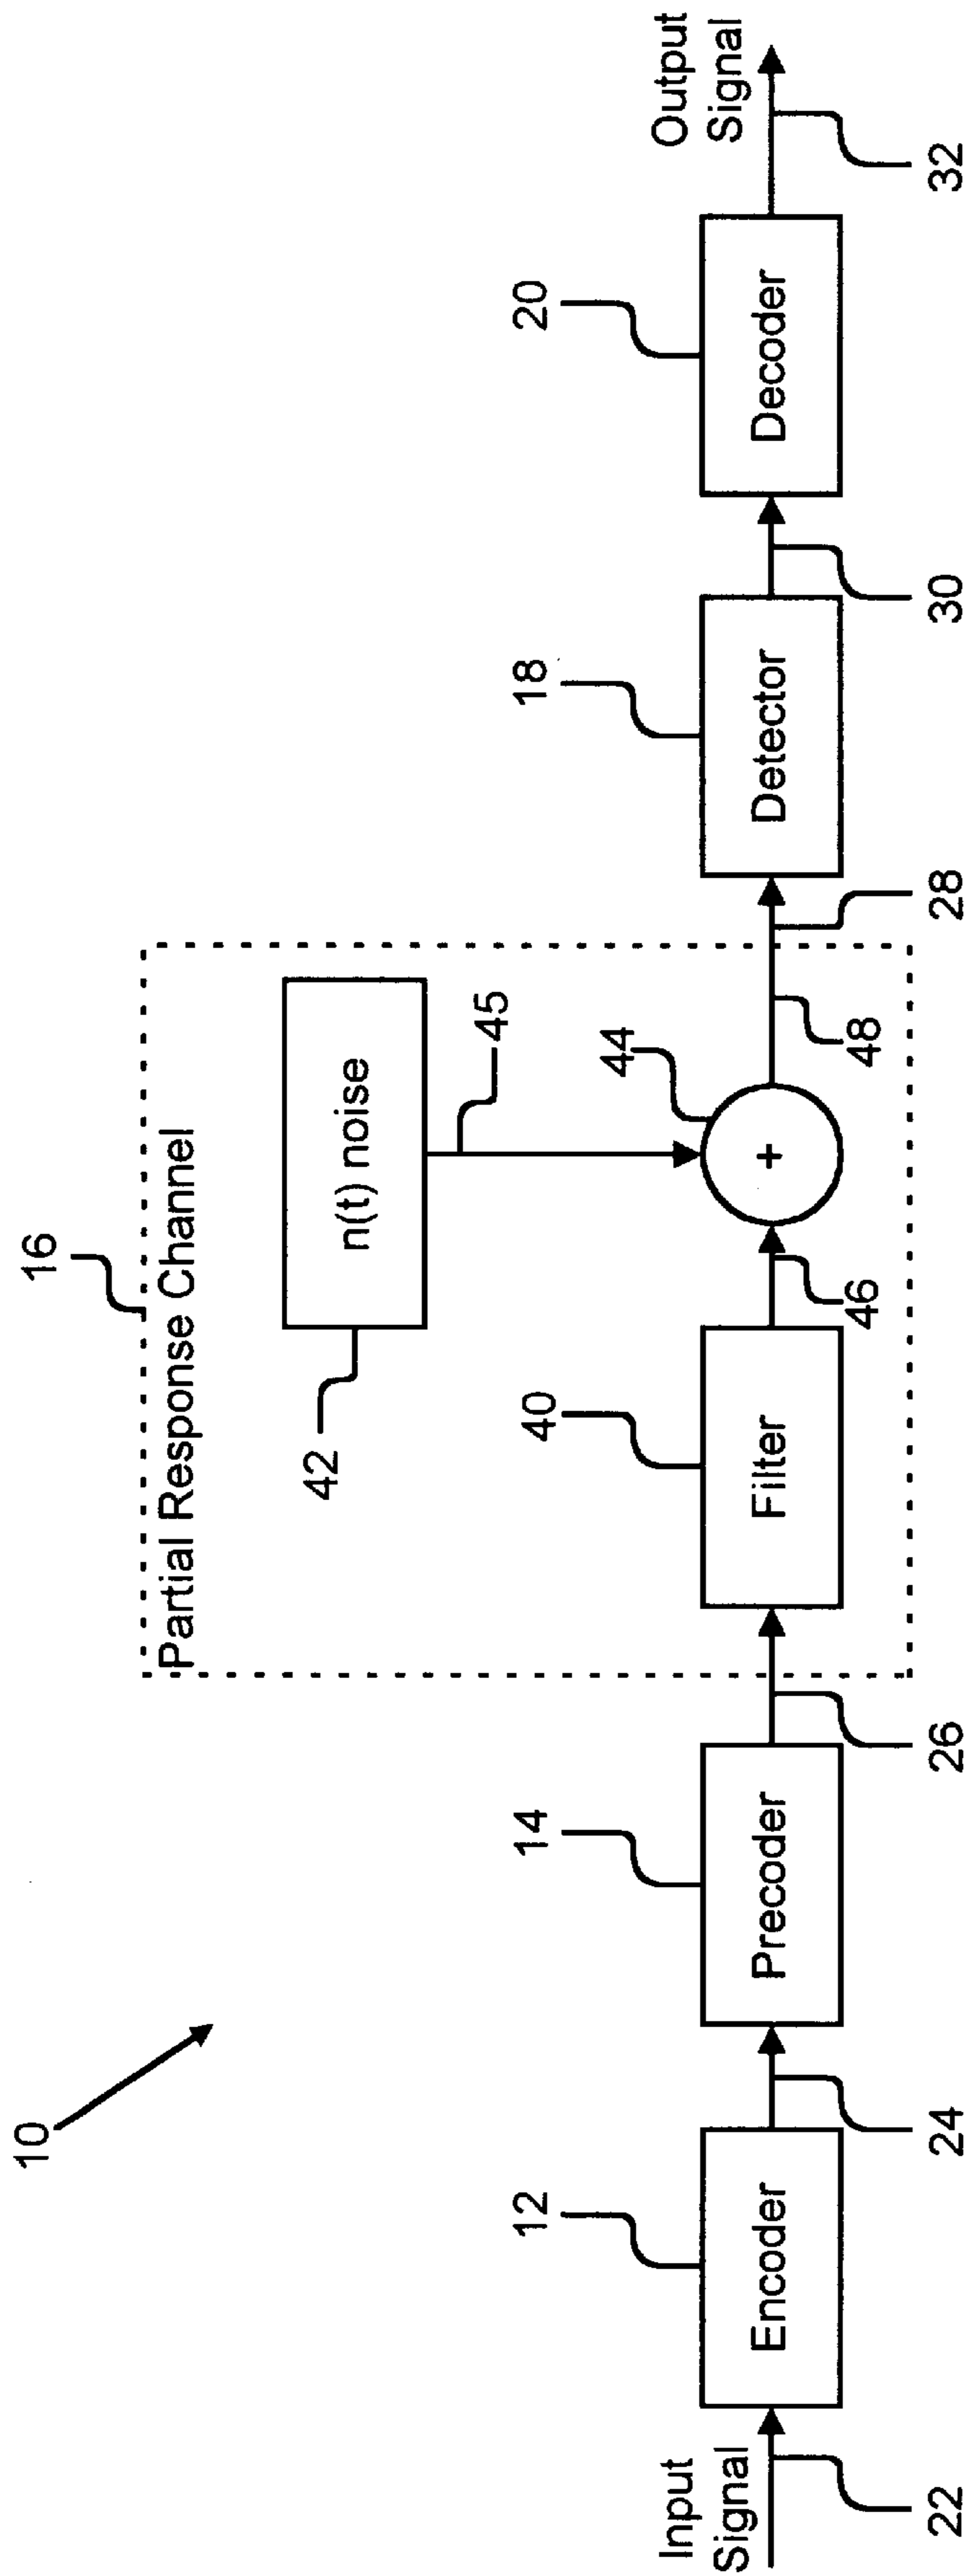 10
16
Partial Response Channel
n(t) noise
42
45
12
14
40
44
18
20
Input
Signal
Encoder
Precoder
Filter
+
Detector
Decoder
Output
Signal
46
48
22
24
26
28
30
32